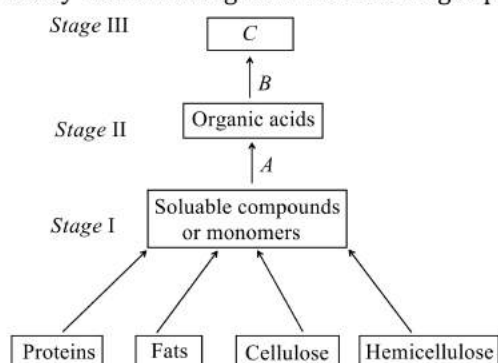 Stage III
C
B
Organic acids
Stage II
A
Soluable compounds
or monomers
Stage I
Proteins
Fats
Cellulose
Hemicellulose